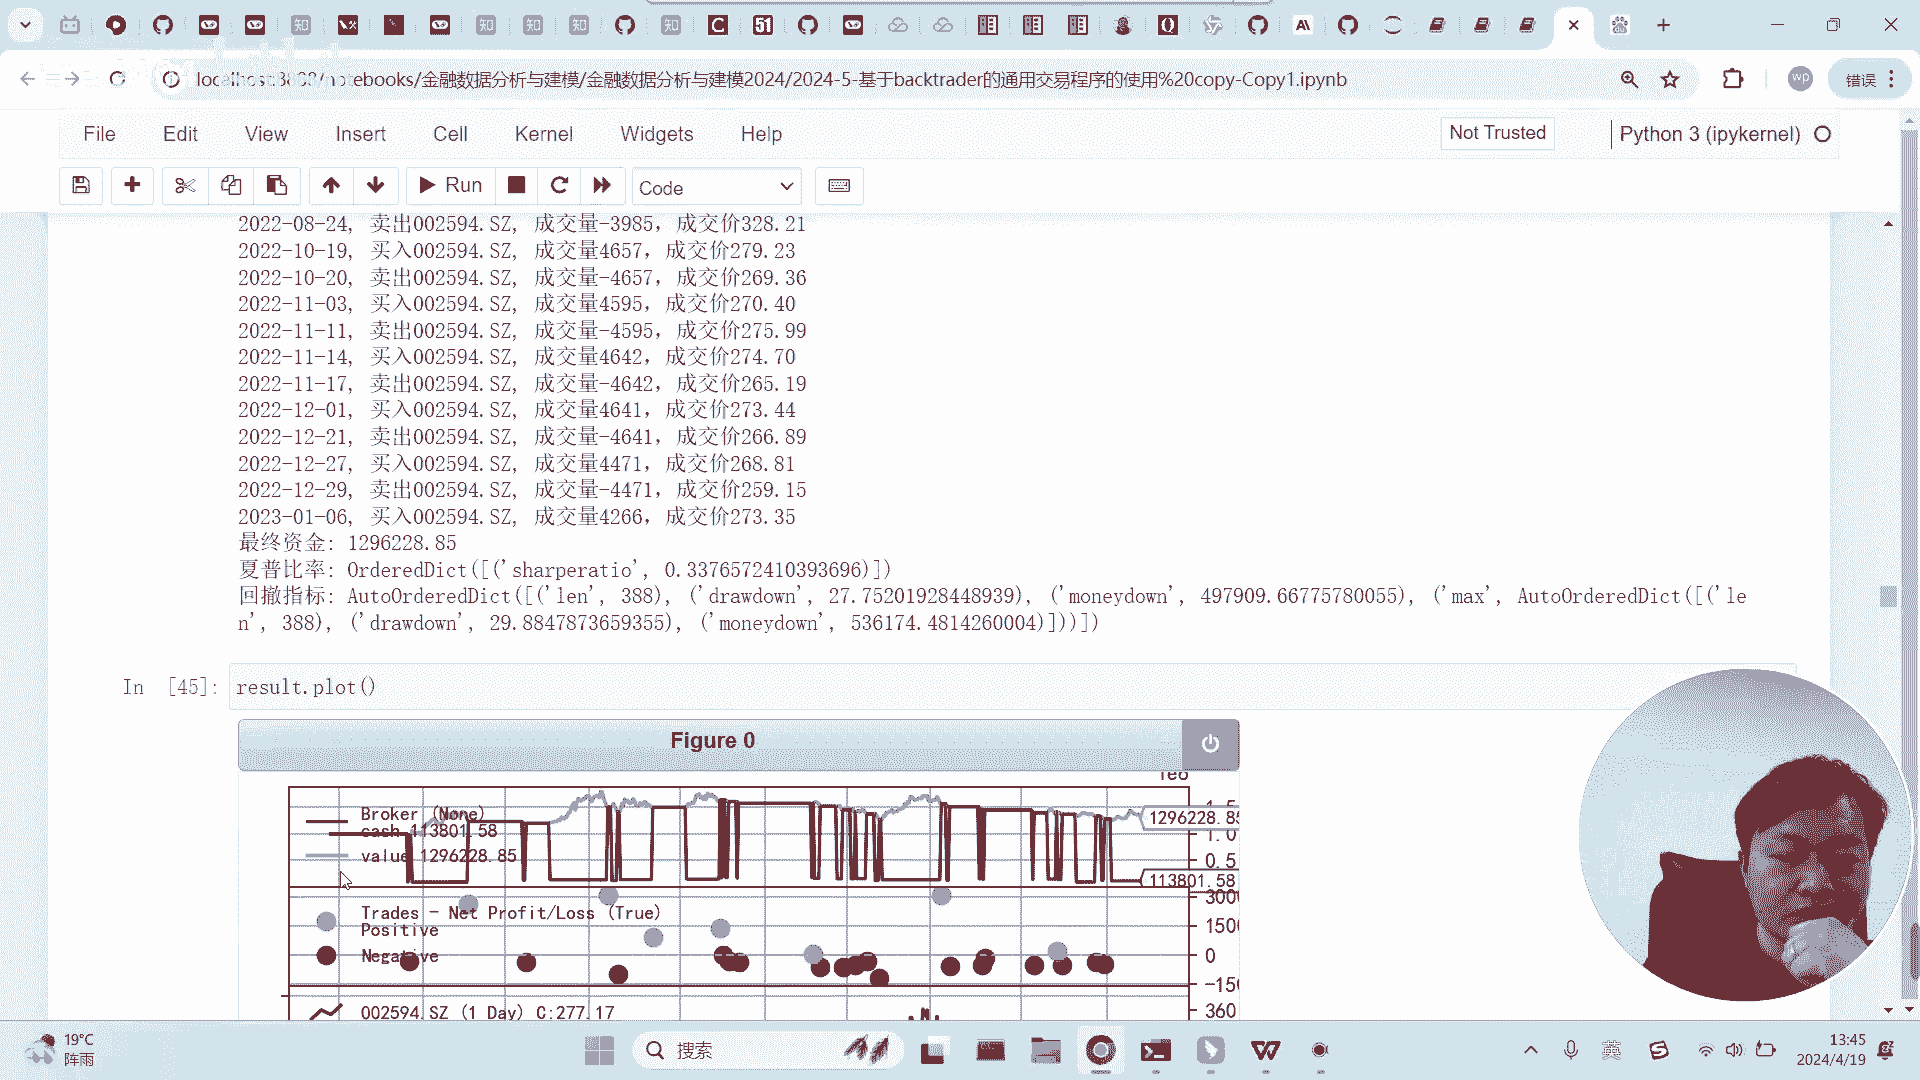 localhost:8888/notebooks/金融数据分析与建模/金融数据分析与建模2024/2024-5-基于backtrader的通用交易程序的使用%20copy-Copy1.ipynb
wp
错误
File Edit View Insert Cell Kernel Widgets Help
Not Trusted
Python 3 (ipykernel)
Run
Code
2022-08-24, 卖出002594.SZ, 成交量-3985，成交价328.21
2022-10-19, 买入002594.SZ, 成交量4657，成交价279.23
2022-10-20, 卖出002594.SZ, 成交量-4657，成交价269.36
2022-11-03, 买入002594.SZ, 成交量4595，成交价270.40
2022-11-11, 卖出002594.SZ, 成交量-4595，成交价275.99
2022-11-14, 买入002594.SZ, 成交量4642，成交价274.70
2022-11-17, 卖出002594.SZ, 成交量-4642，成交价265.19
2022-12-01, 买入002594.SZ, 成交量4641，成交价273.44
2022-12-21, 卖出002594.SZ, 成交量-4641，成交价266.89
2022-12-27, 买入002594.SZ, 成交量4471，成交价268.81
2022-12-29, 卖出002594.SZ, 成交量-4471，成交价259.15
2023-01-06, 买入002594.SZ, 成交量4266，成交价273.35
最终资金: 1296228.85
夏普比率: OrderedDict([('sharperatio', 0.3376572410393696)])
回撤指标: AutoOrderedDict([('len', 388), ('drawdown', 27.75201928448939), ('moneydown', 497909.66775780055), ('max', AutoOrderedDict([('le
n', 388), ('drawdown', 29.8847873659355), ('moneydown', 536174.4814260004)]))])
In [45]: result.plot()
Figure 0
1e6
Broker (None)
cash 113801.58
value 1296228.85
1.5
1296228.85
1.0
0.5
113801.58
Trades - Net Profit/Loss (True)
Positive
Negative
0
002594.SZ (1 Day) C:277.17
360
19°C
阵雨
搜索
英
13:45
2024/4/19